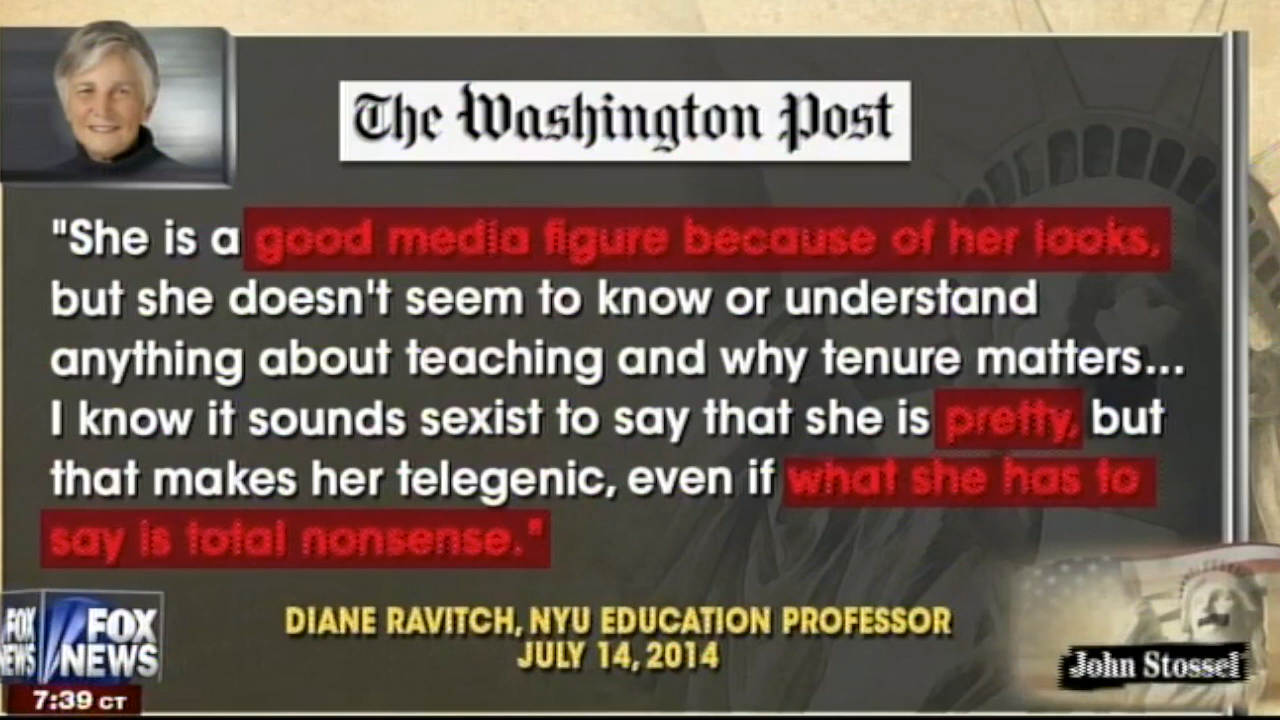 The Washington Post
"She is a good media figure because of her looks,
but she doesn't seem to know or understand
anything about teaching and why tenure matters...
I know it sounds sexist to say that she is pretty, but
that makes her telegenic, even if what she has to
say is total nonsense."
DIANE RAVITCH, NYU EDUCATION PROFESSOR
JULY 14, 2014
FOX NEWS
FOX
NEWS
7:39 CT
John Stossel